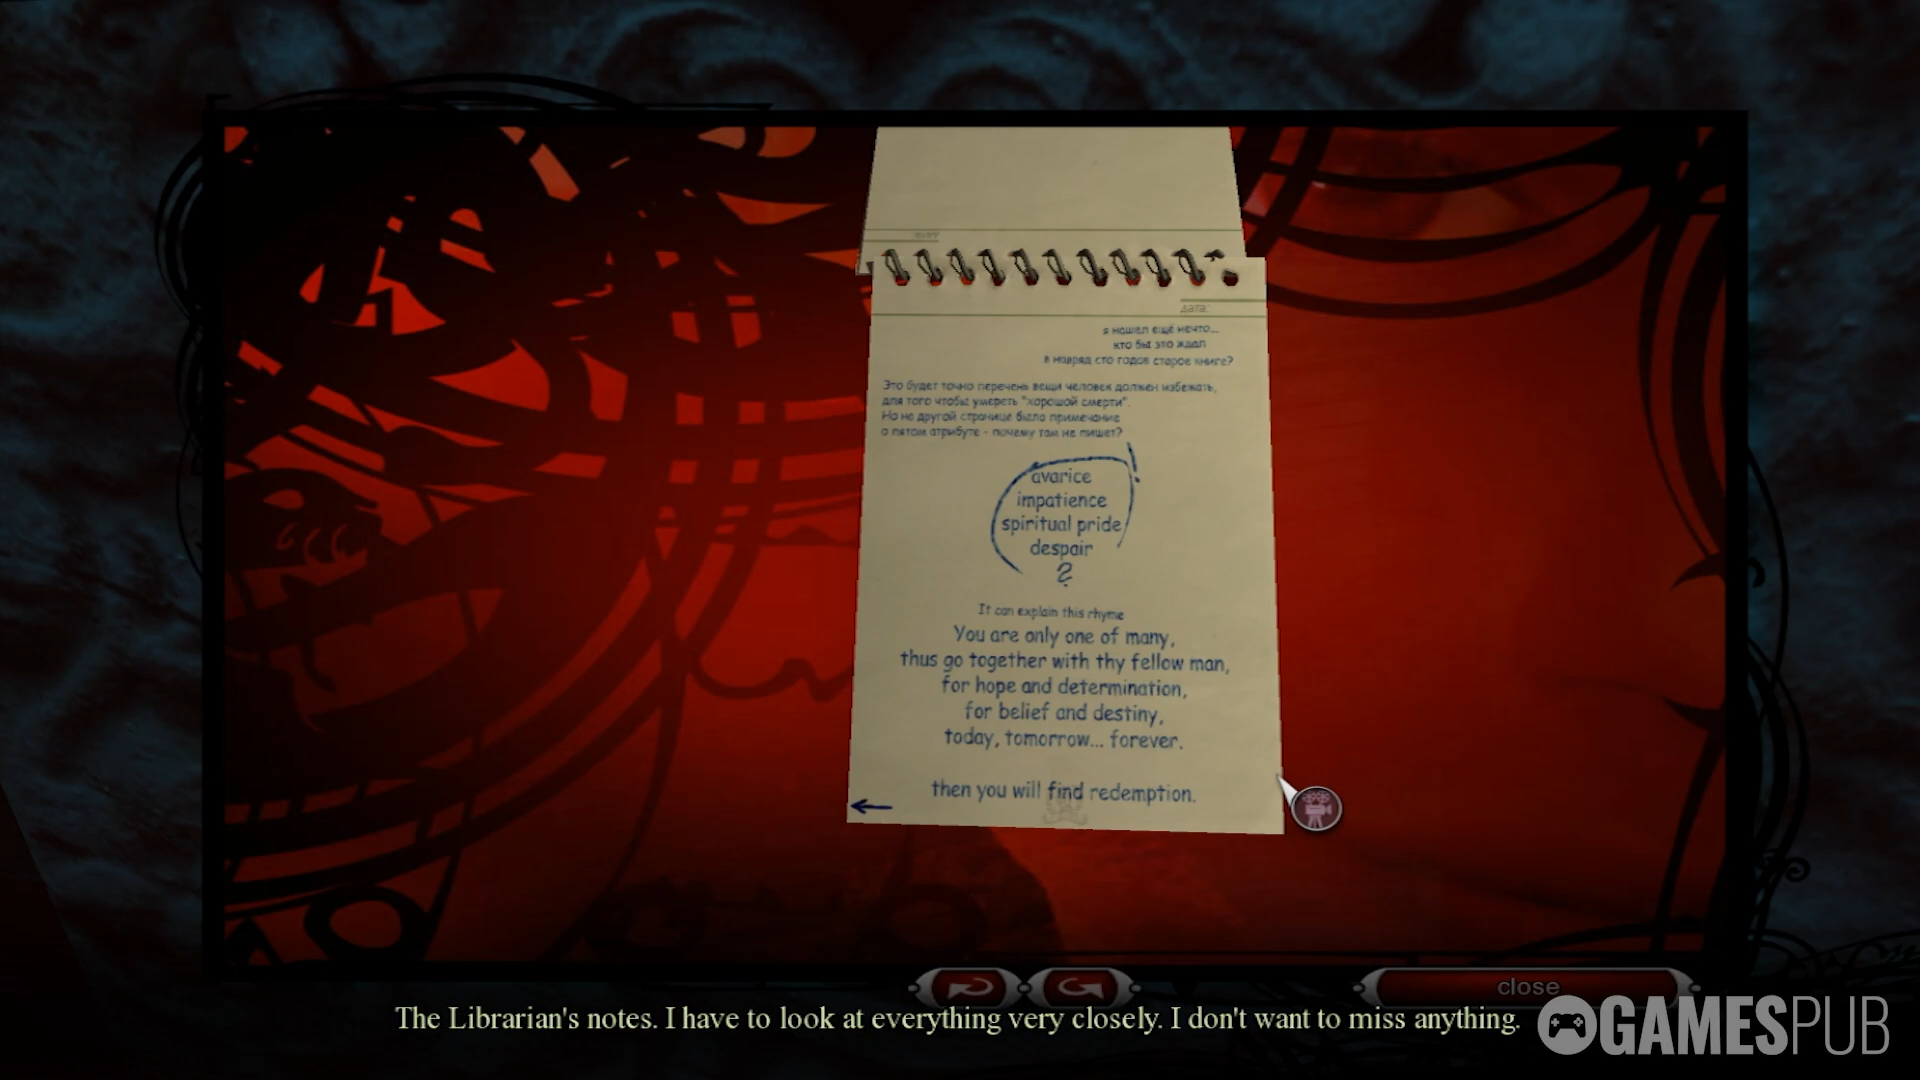 дата:
я нашел ещё нечто...
кто бы это ждал
в навряд сто годов старое книге?
Это будет точно перечень вещи человек должен избежать,
для того чтобы умереть "хорошой смерти".
Но на другой странице было примечание
о пятом атрибуте - почему там не пишет?
avarice
impatience
spiritual pride
despair
?
It can explain this rhyme
You are only one of many,
thus go together with thy fellow man,
for hope and determination,
for belief and destiny,
today, tomorrow... forever.
then you will find redemption.
close
The Librarian's notes. I have to look at everything very closely. I don't want to miss anything.
GAMESPUB